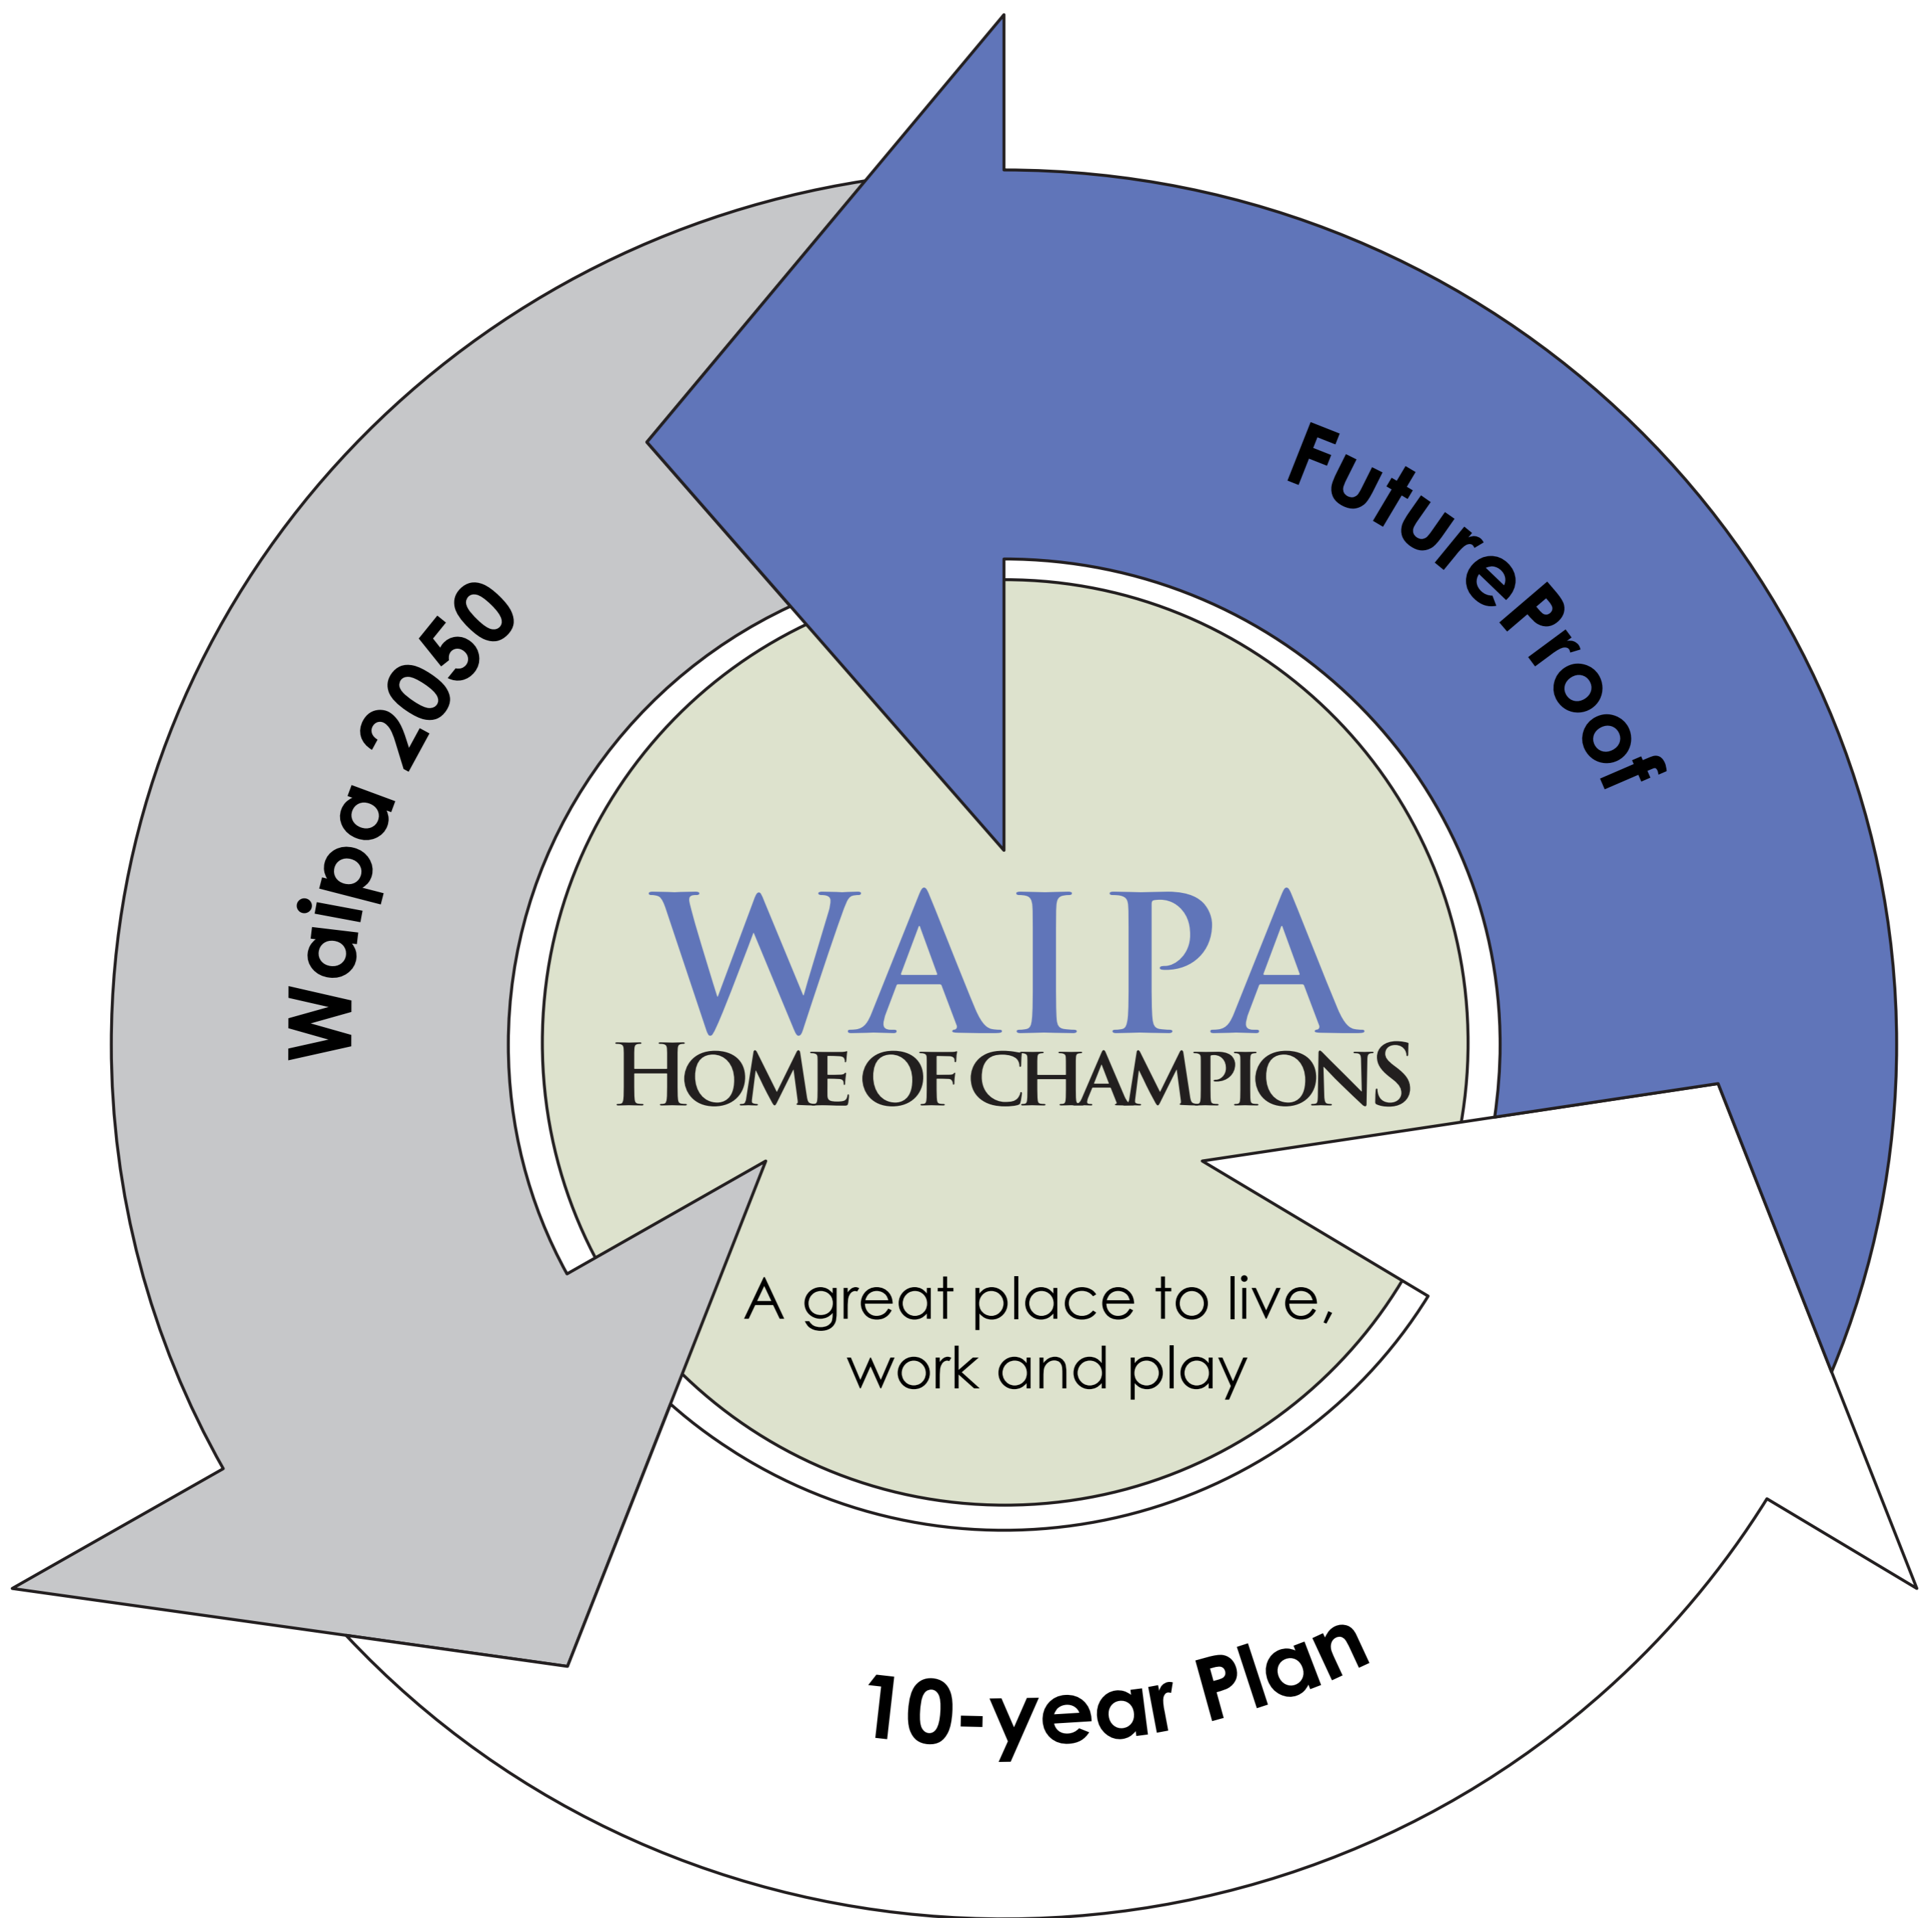 FutureProof
Waipa 2050
WAIPA
HOME OF CHAMPIONS
A great place to live,
work and play
10-year Plan